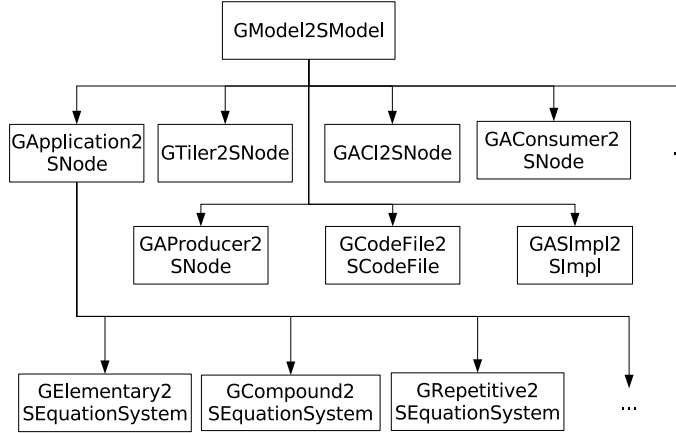 GModel2SModel
GApplication2
SNode
GTiler2SNode
GACI2SNode
GAConsumer2
SNode
GAProducer2
SNode
GCodeFile2
SCodeFile
GASImpl2
SImpl
GElementary2
SEquationSystem
GCompound2
SEquationSystem
GRepetitive2
SEquationSystem
...